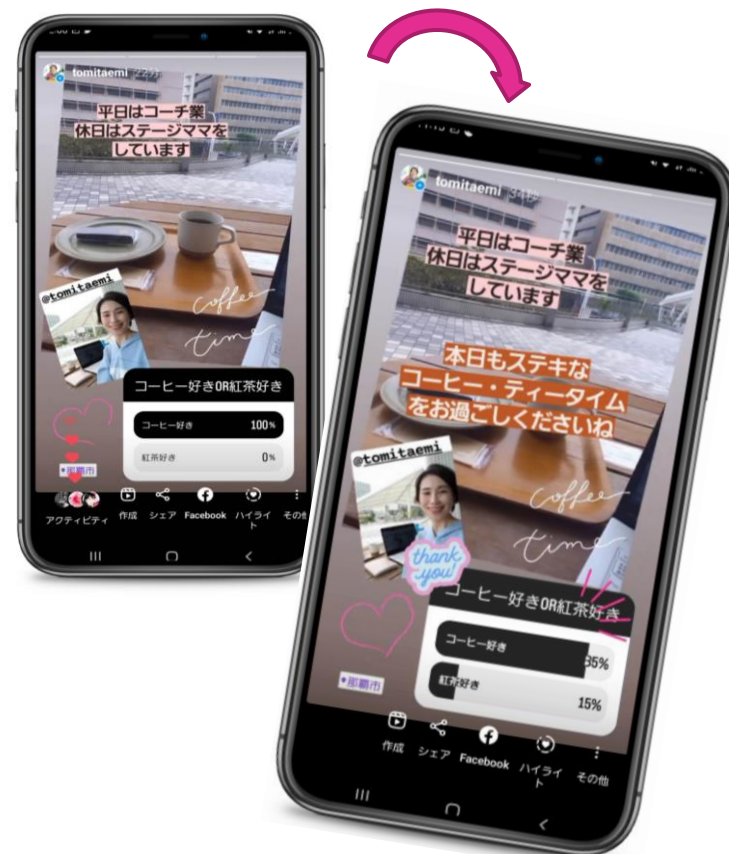 tomitaemi 22分
平日はコーチ業
休日はステージママを
しています
@tomitaemi
coffee
time
コーヒー好きOR紅茶好き
コーヒー好き 100%
紅茶好き 0%
那覇市
アクティビティ 作成 シェア Facebook ハイライト その他
tomitaemi 34秒
平日はコーチ業
休日はステージママを
しています
本日もステキな
コーヒー・ティータイム
をお過ごしくださいね
@tomitaemi
coffee
time
thank
you!
コーヒー好きOR紅茶好き
コーヒー好き 85%
紅茶好き 15%
那覇市
作成 シェア Facebook ハイライト その他